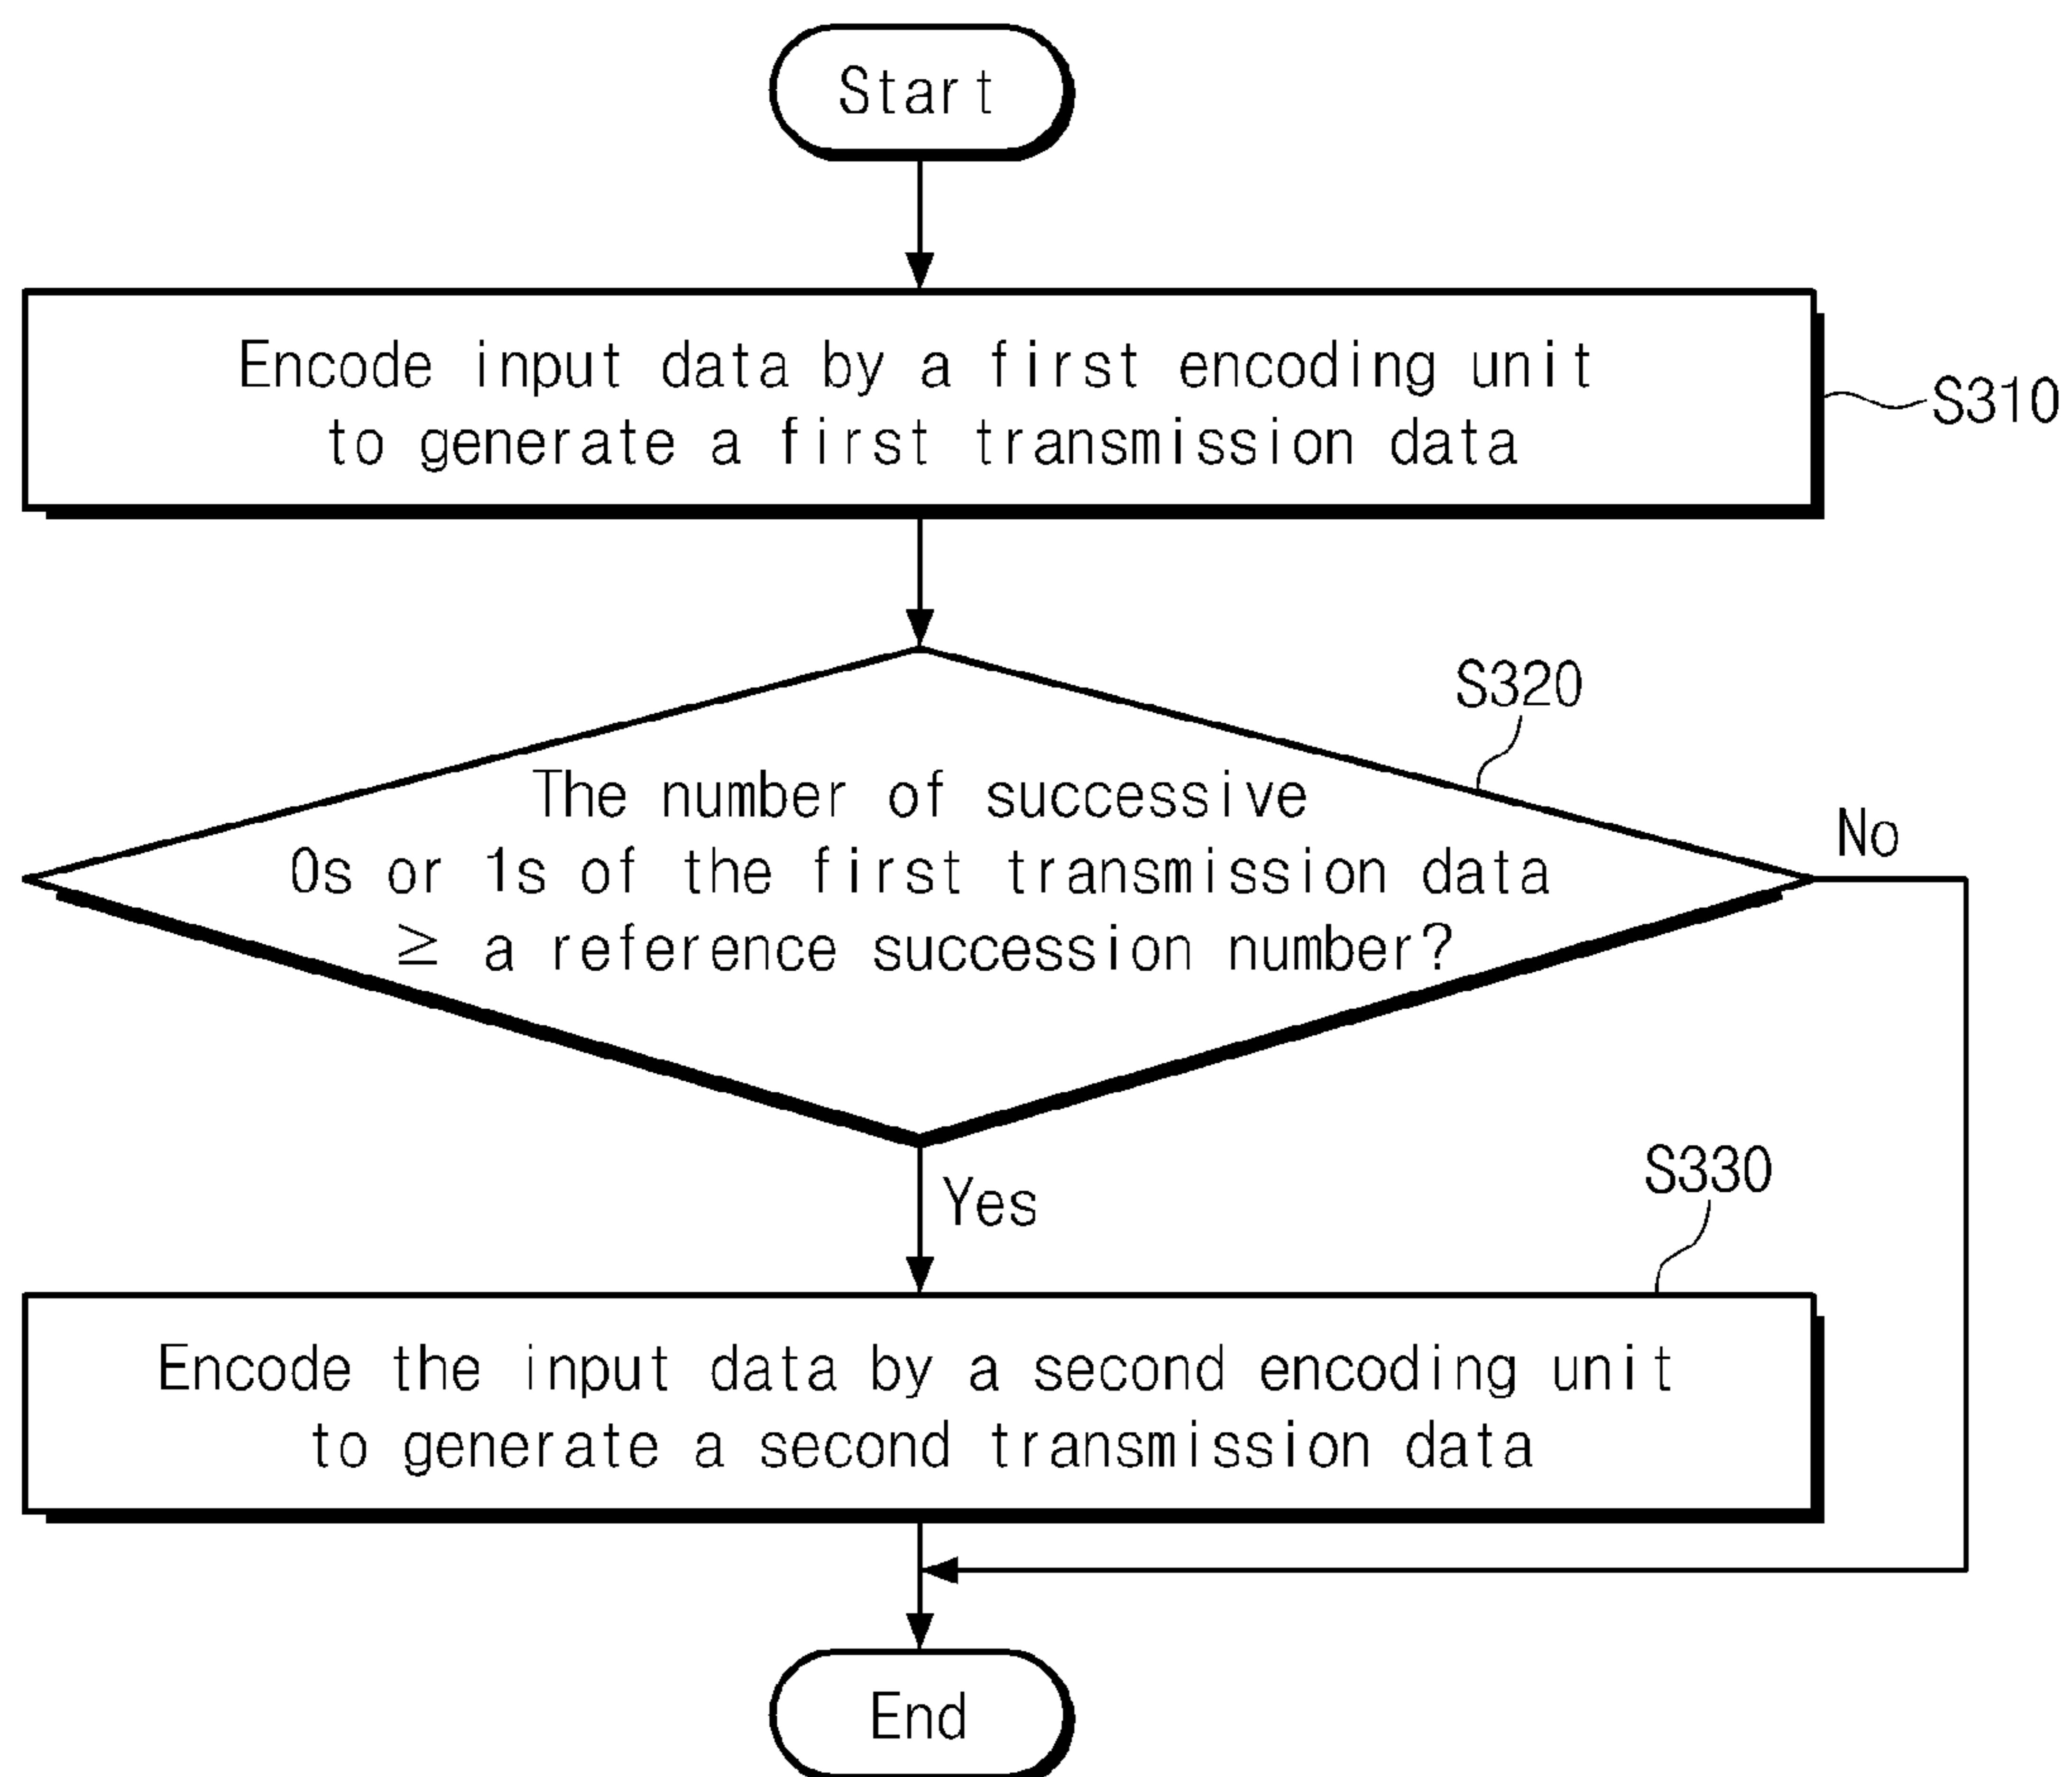 Start
Encode input data by a first encoding unit
to generate a first transmission data
S310
S320
The number of successive
0s or 1s of the first transmission data
≥ a reference succession number?
No
Yes
S330
Encode the input data by a second encoding unit
to generate a second transmission data
End